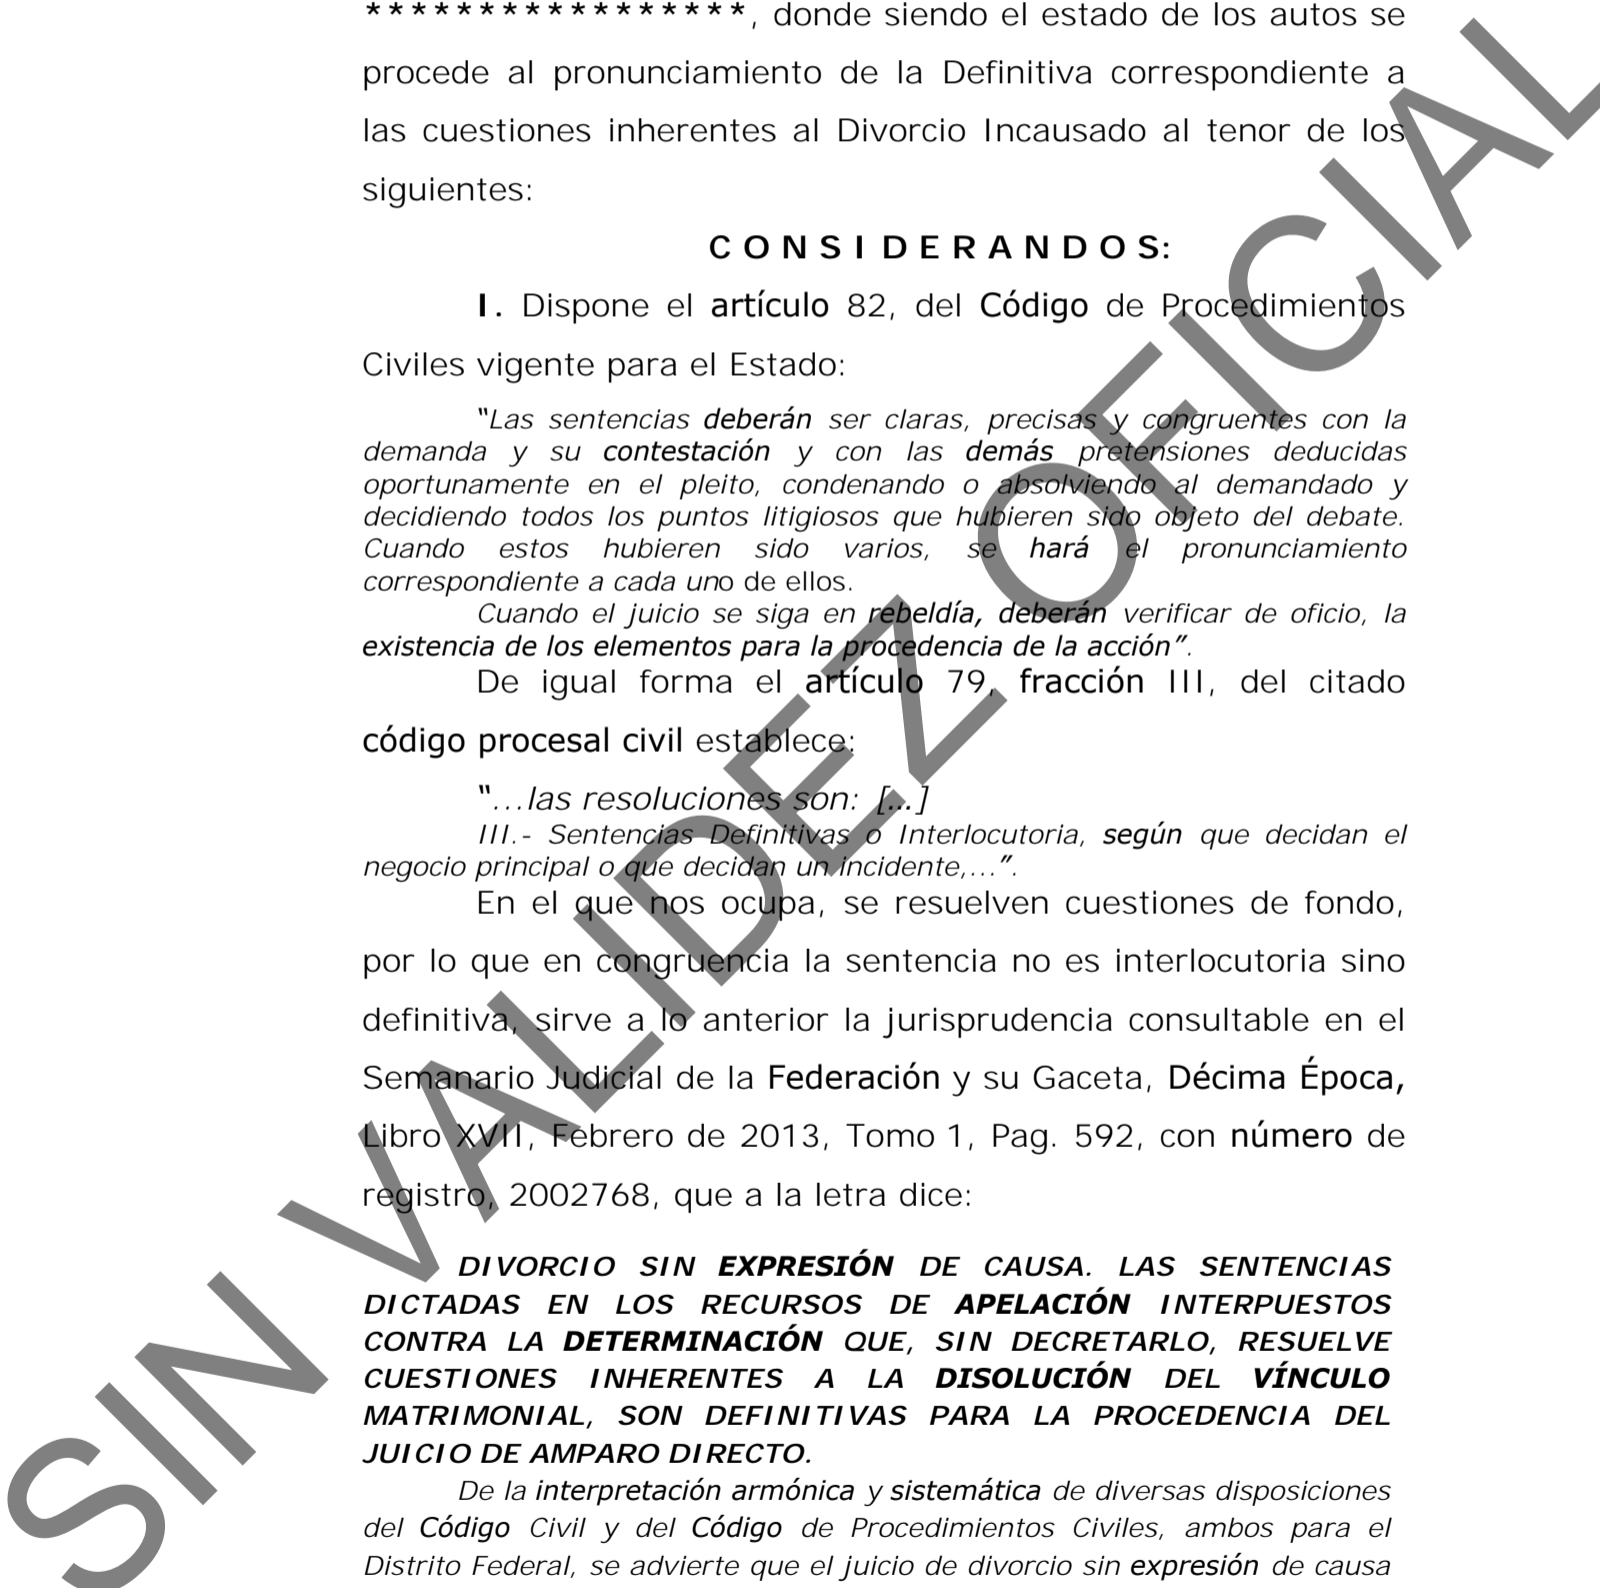 *****************, donde siendo el estado de los autos se
procede al pronunciamiento de la Definitiva correspondiente a
las cuestiones inherentes al Divorcio Incausado al tenor de los
siguientes:
C O N S I D E R A N D O S:
I. Dispone el artículo 82, del Código de Procedimientos
Civiles vigente para el Estado:
“Las sentencias deberán ser claras, precisas y congruentes con la
demanda y su contestación y con las demás pretensiones deducidas
oportunamente en el pleito, condenando o absolviendo al demandado y
decidiendo todos los puntos litigiosos que hubieren sido objeto del debate.
Cuando estos hubieren sido varios, se hará el pronunciamiento
correspondiente a cada uno de ellos.
Cuando el juicio se siga en rebeldía, deberán verificar de oficio, la
existencia de los elementos para la procedencia de la acción”.
De igual forma el artículo 79, fracción III, del citado
código procesal civil establece:
“...las resoluciones son: […]
III.- Sentencias Definitivas o Interlocutoria, según que decidan el
negocio principal o que decidan un incidente,...”.
En el que nos ocupa, se resuelven cuestiones de fondo,
por lo que en congruencia la sentencia no es interlocutoria sino
definitiva, sirve a lo anterior la jurisprudencia consultable en el
Semanario Judicial de la Federación y su Gaceta, Décima Época,
Libro XVII, Febrero de 2013, Tomo 1, Pag. 592, con número de
registro, 2002768, que a la letra dice:
DIVORCIO SIN EXPRESIÓN DE CAUSA. LAS SENTENCIAS
DICTADAS EN LOS RECURSOS DE APELACIÓN INTERPUESTOS
CONTRA LA DETERMINACIÓN QUE, SIN DECRETARLO, RESUELVE
CUESTIONES INHERENTES A LA DISOLUCIÓN DEL VÍNCULO
MATRIMONIAL, SON DEFINITIVAS PARA LA PROCEDENCIA DEL
JUICIO DE AMPARO DIRECTO.
De la interpretación armónica y sistemática de diversas disposiciones
del Código Civil y del Código de Procedimientos Civiles, ambos para el
Distrito Federal, se advierte que el juicio de divorcio sin expresión de causa
SIN VALIDEZ OFICIAL